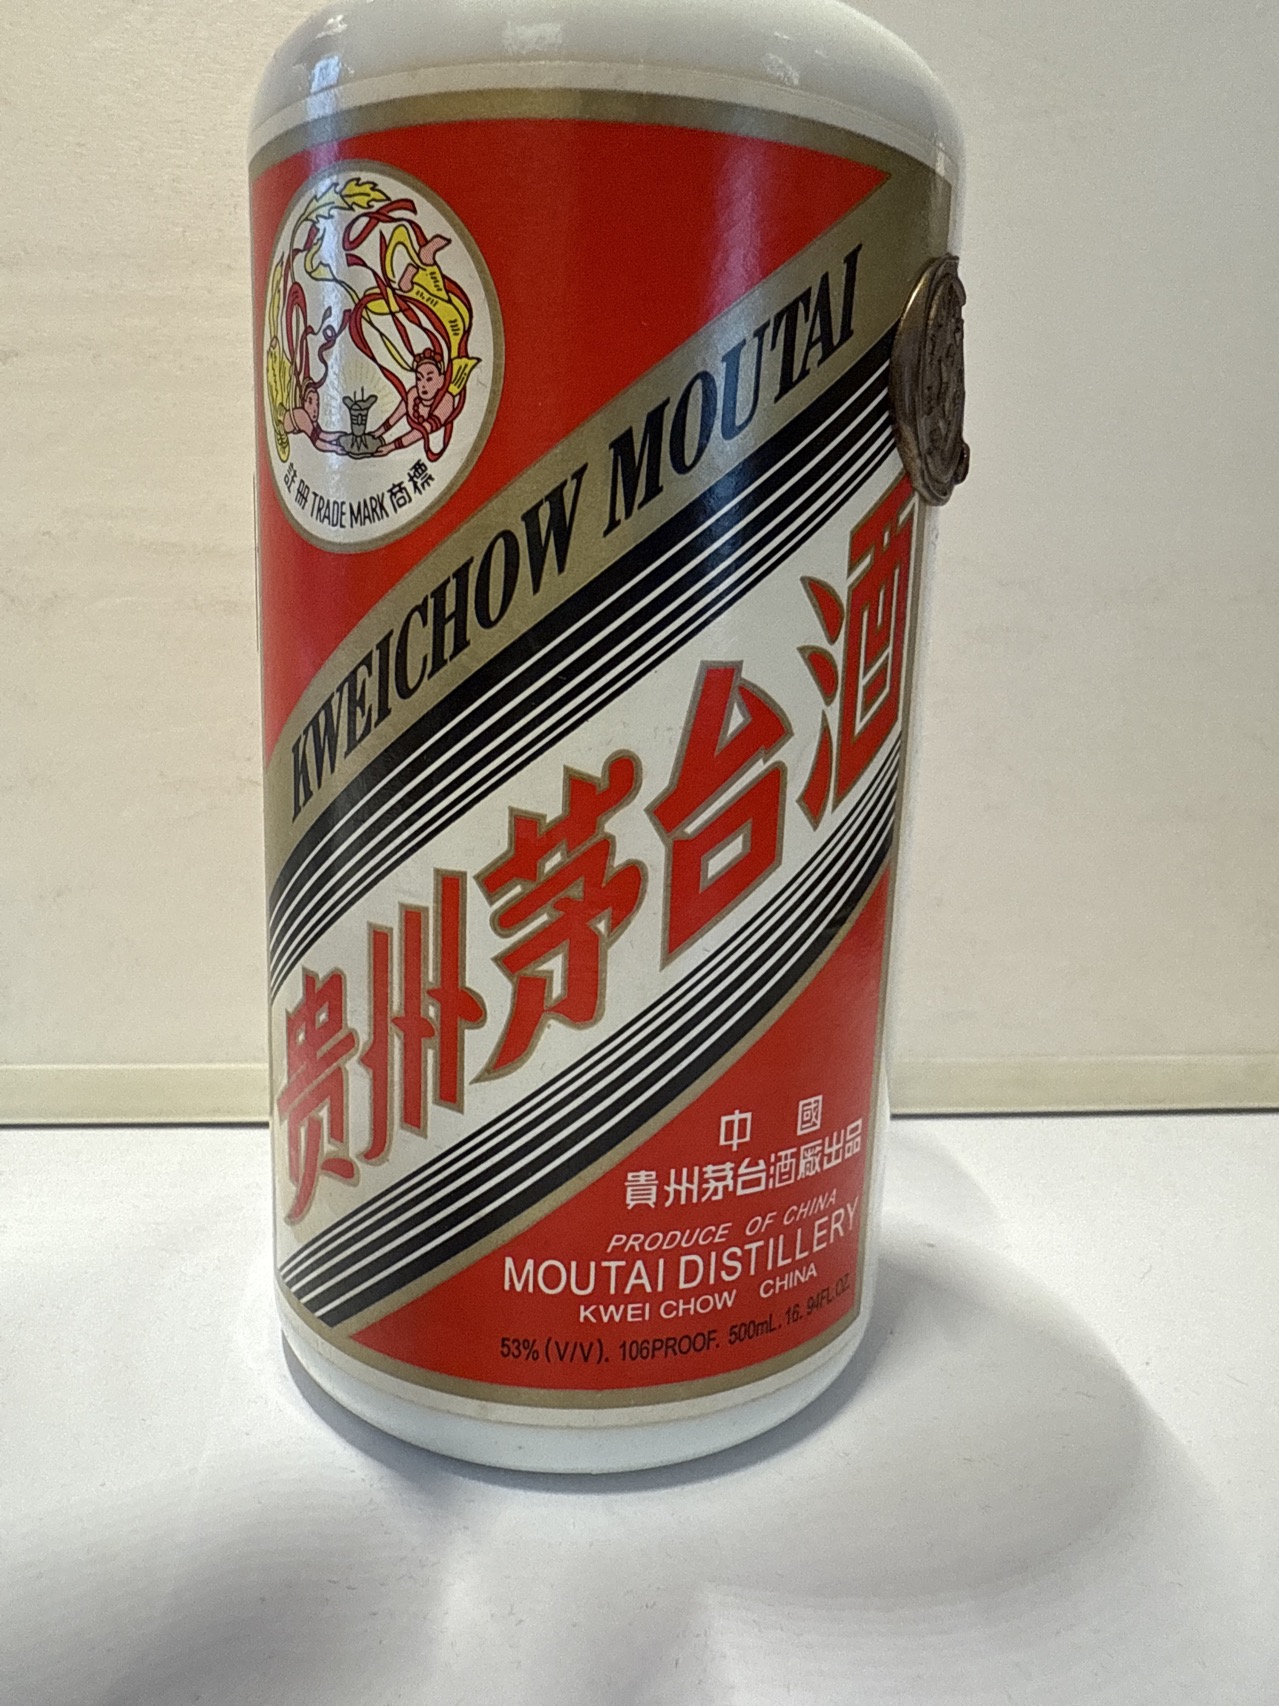 註冊 TRADE MARK 商標
KWEICHOW MOUTAI
贵州茅台酒
中國
貴州茅台酒廠出品
PRODUCE OF CHINA
MOUTAI DISTILLERY
KWEI CHOW CHINA
53% (V/V). 106PROOF. 500mL. 16. 94FL.OZ.